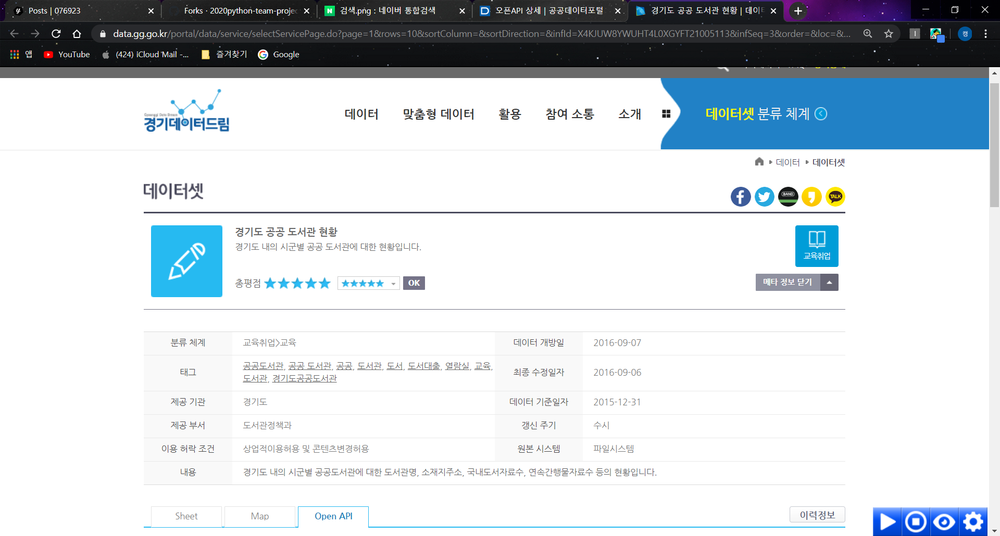 Posts | 076923
Forks · 2020python-team-projec
검색.png : 네이버 통합검색
오픈API 상세 | 공공데이터포털
경기도 공공 도서관 현황 | 데이터
data.gg.go.kr/portal/data/service/selectServicePage.do?page=1&rows=10&sortColumn=&sortDirection=&infId=X4KJUW8YWUHT4L0XGYFT21005113&infSeq=3&order=&loc=&...
캥
앱
YouTube
(424) iCloud Mail -...
즐겨찾기
Google
Gyeonggi Data Dream
경기데이터드림
데이터
맞춤형 데이터
활용
참여 소통
소개
데이터셋 분류 체계
데이터
데이터셋
데이터셋
BAND
TALK
경기도 공공 도서관 현황
경기도 내의 시군별 공공 도서관에 대한 현황입니다.
교육취업
총평점
OK
메타 정보 닫기
분류 체계
교육취업>교육
데이터 개방일
2016-09-07
태그
공공도서관, 공공 도서관, 공공, 도서관, 도서, 도서대출, 열람실, 교육,
도서관, 경기도공공도서관
최종 수정일자
2016-09-06
제공 기관
경기도
데이터 기준일자
2015-12-31
제공 부서
도서관정책과
갱신 주기
수시
이용 허락 조건
상업적이용허용 및 콘텐츠변경허용
원본 시스템
파일시스템
내용
경기도 내의 시군별 공공도서관에 대한 도서관명, 소재지주소, 국내도서자료수, 연속간행물자료수 등의 현황입니다.
Sheet
Map
Open API
이력정보